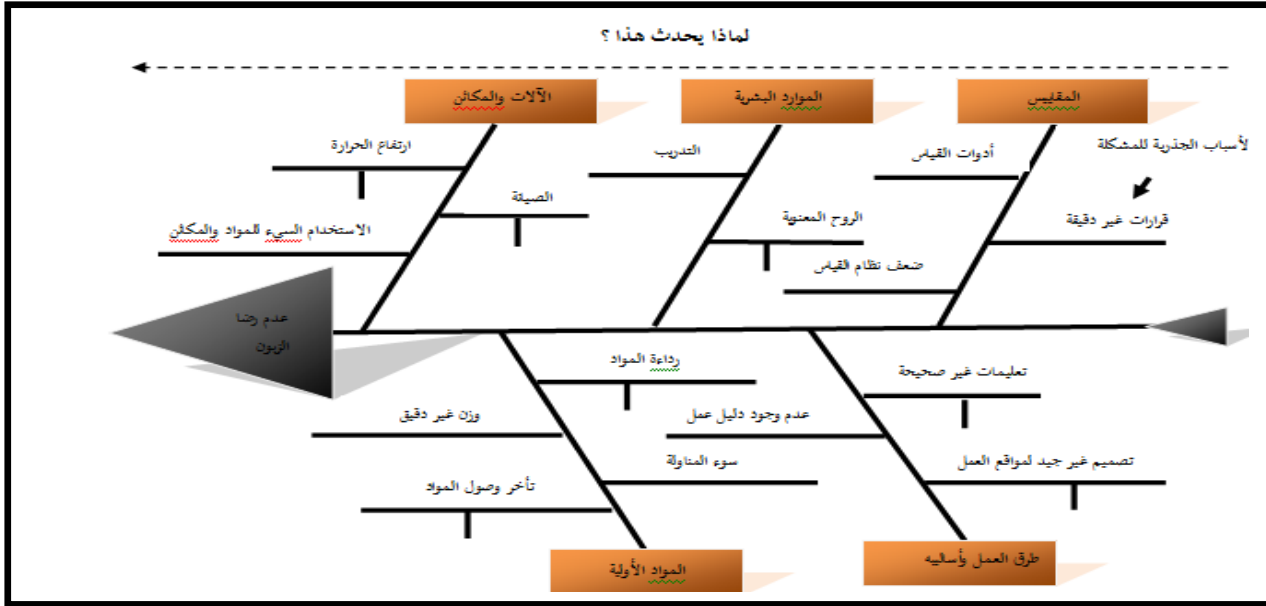 لماذا يحدث هذا ؟
المقاييس
الموارد البشرية
الآلات والمكائن
لأسباب الجذرية للمشكلة
أدوات القياس
قرارات غير دقيقة
ضعف نظام القياس
التدريب
الروح المعنوية
ارتفاع الحرارة
الصيانة
الاستخدام السيء للمواد والمكائن
عدم رضا
الزبون
تعليمات غير صحيحة
عدم وجود دليل عمل
تصميم غير جيد لمواقع العمل
رداءة المواد
وزن غير دقيق
سوء المناولة
تأخر وصول المواد
طرق العمل وأساليبه
المواد الأولية